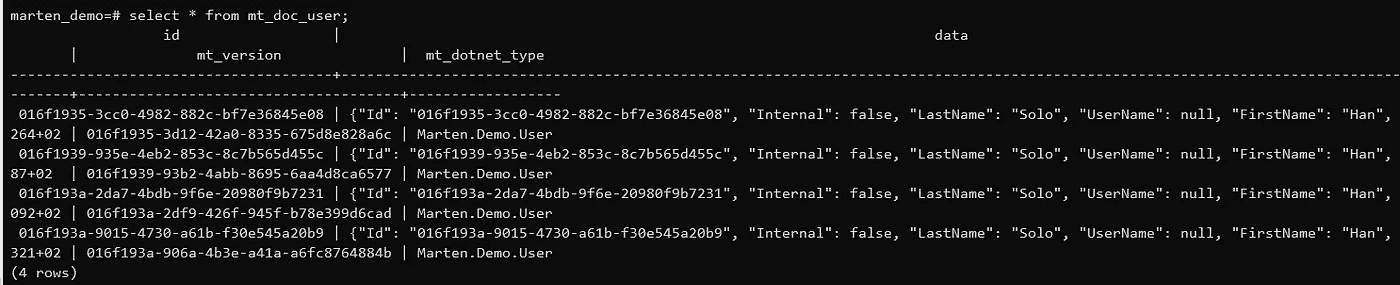 marten_demo=# select * from mt_doc_user;
id | data
| mt_version | mt_dotnet_type
--------------------------------------+------------------------------------------------------------------------------------------------------------------------------
-------+--------------------------------------+------------------
016f1935-3cc0-4982-882c-bf7e36845e08 | {"Id": "016f1935-3cc0-4982-882c-bf7e36845e08", "Internal": false, "LastName": "Solo", "UserName": null, "FirstName": "Han",
264+02 | 016f1935-3d12-42a0-8335-675d8e828a6c | Marten.Demo.User
016f1939-935e-4eb2-853c-8c7b565d455c | {"Id": "016f1939-935e-4eb2-853c-8c7b565d455c", "Internal": false, "LastName": "Solo", "UserName": null, "FirstName": "Han",
87+02 | 016f1939-93b2-4abb-8695-6aa4d8ca6577 | Marten.Demo.User
016f193a-2da7-4bdb-9f6e-20980f9b7231 | {"Id": "016f193a-2da7-4bdb-9f6e-20980f9b7231", "Internal": false, "LastName": "Solo", "UserName": null, "FirstName": "Han",
092+02 | 016f193a-2df9-426f-945f-b78e399d6cad | Marten.Demo.User
016f193a-9015-4730-a61b-f30e545a20b9 | {"Id": "016f193a-9015-4730-a61b-f30e545a20b9", "Internal": false, "LastName": "Solo", "UserName": null, "FirstName": "Han",
321+02 | 016f193a-906a-4b3e-a41a-a6fc8764884b | Marten.Demo.User
(4 rows)